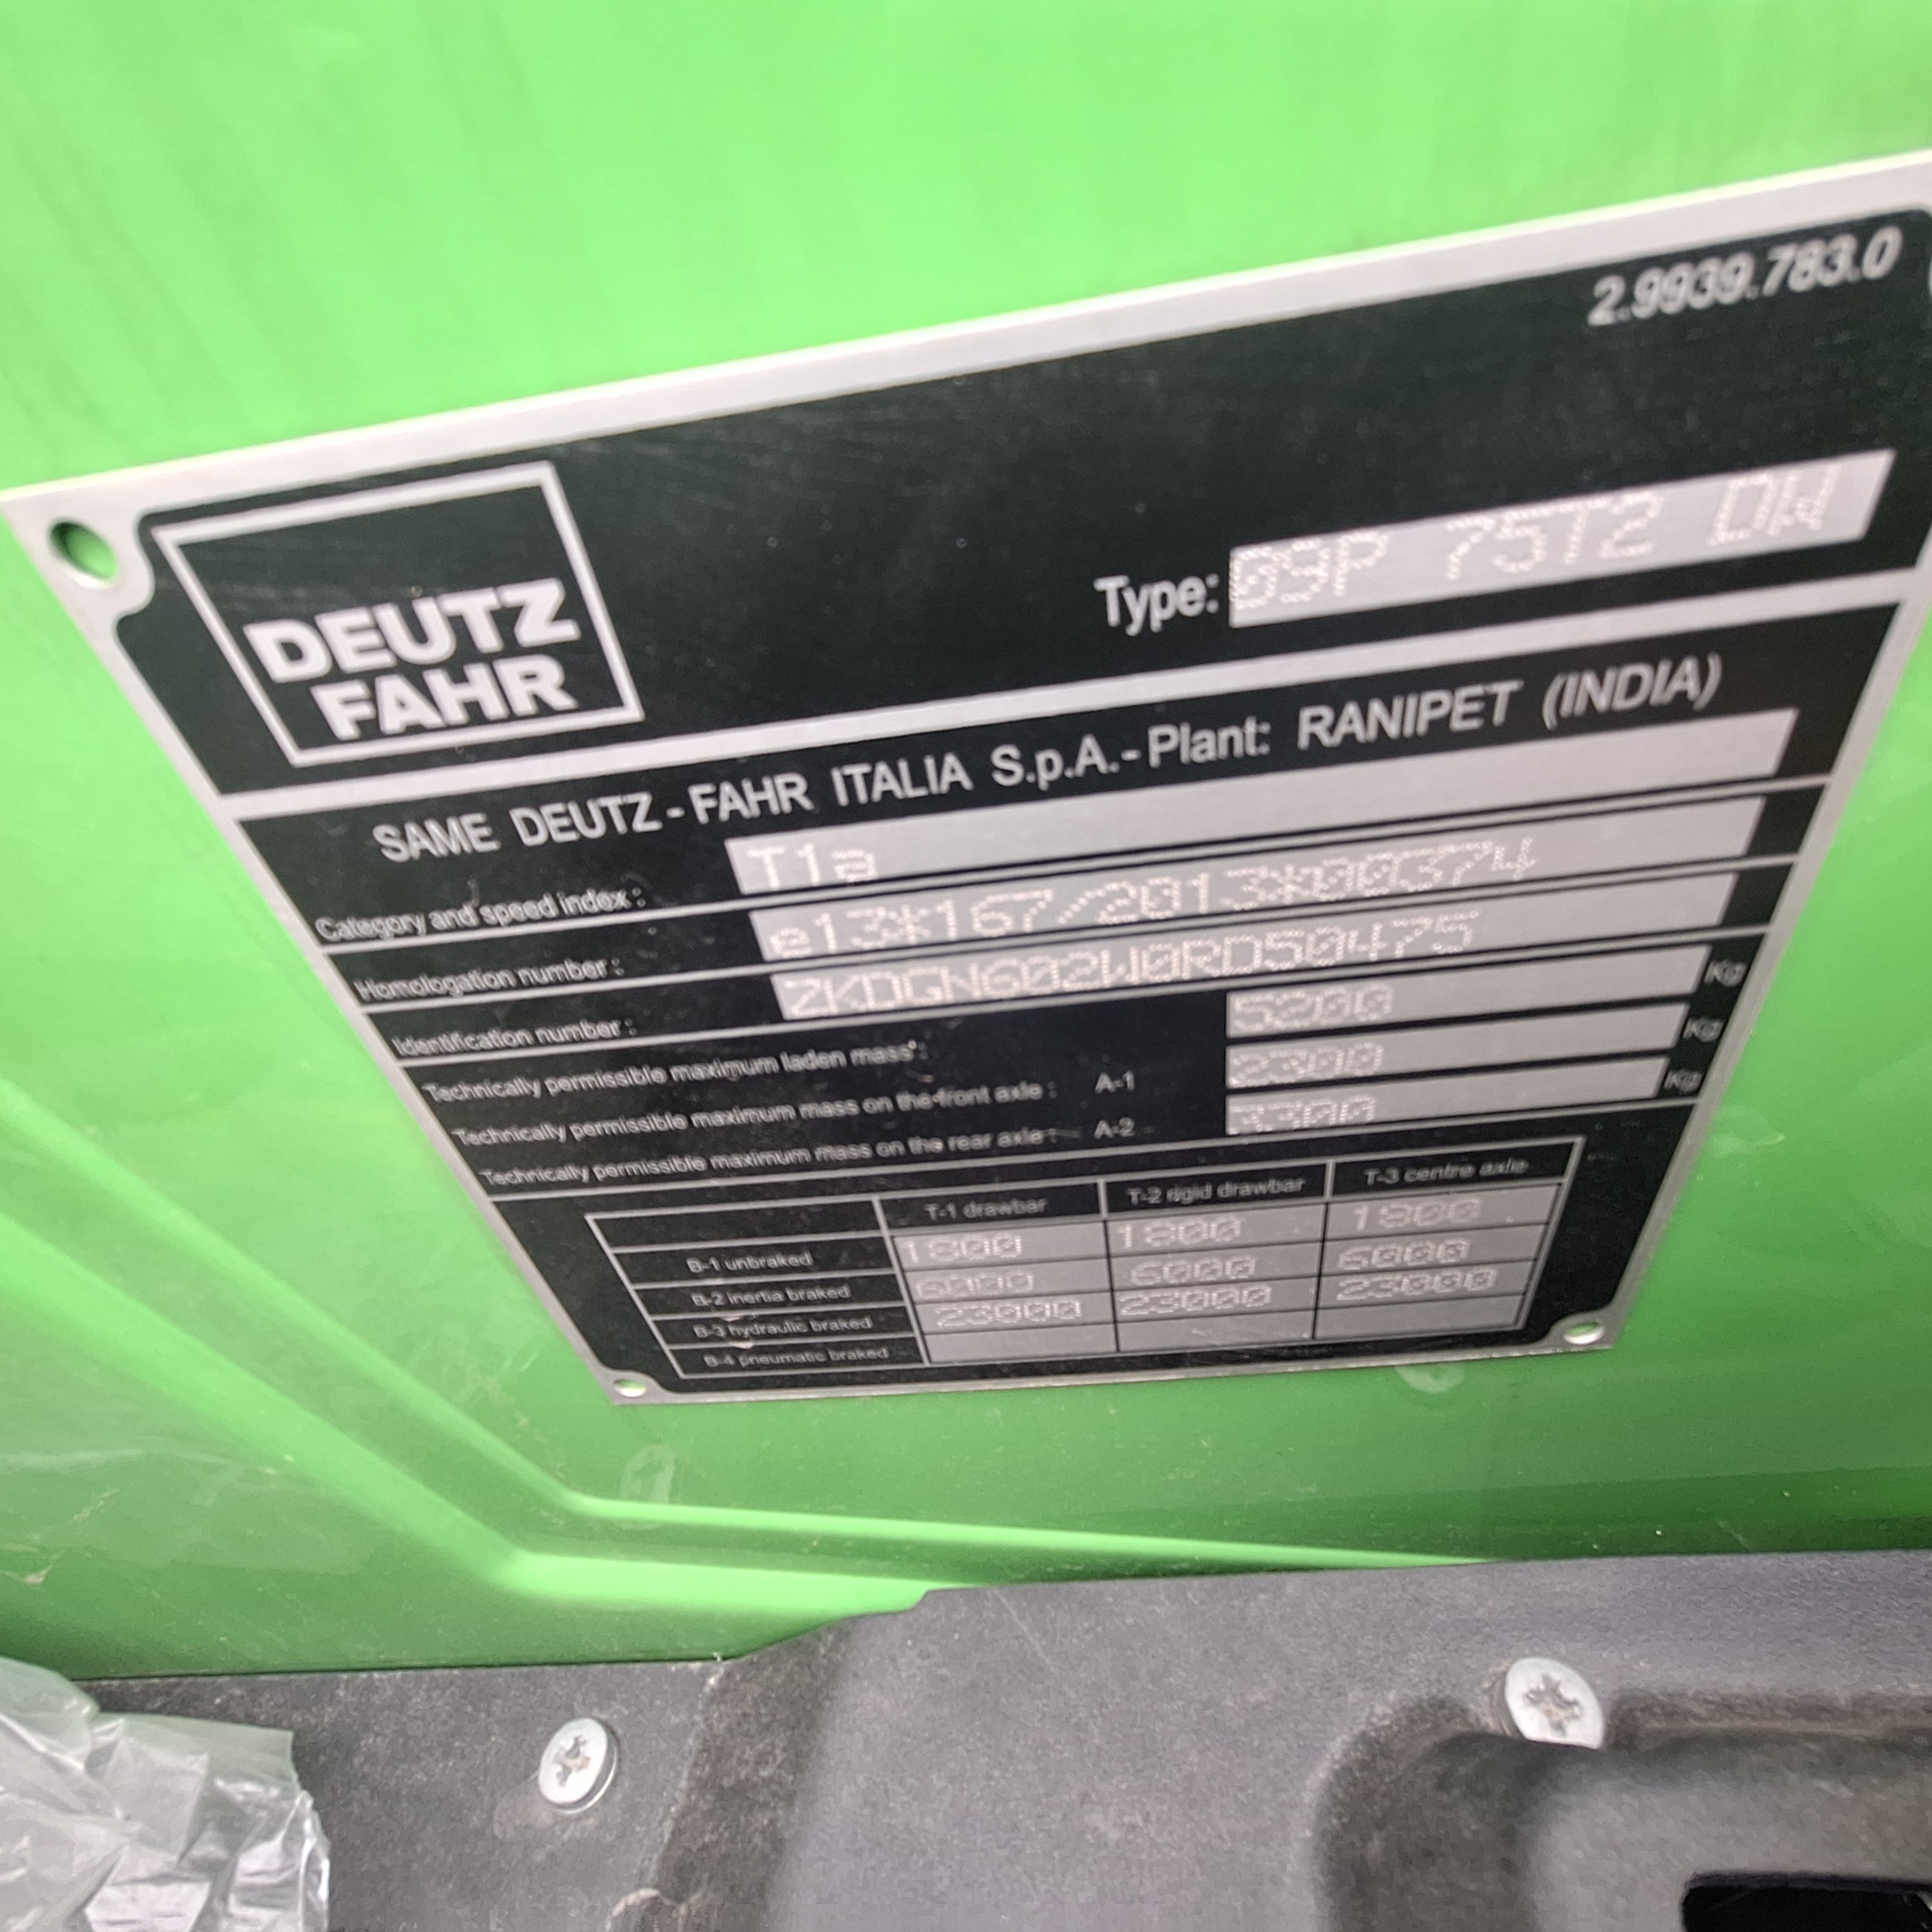 2.9939.783.0
DEUTZ
FAHR
Type: 09P 75T2 DW
SAME DEUTZ-FAHR ITALIA S.p.A.-Plant: RANIPET (INDIA)
Category and speed index : T1a
Homologation number : e13*167/2013*00374
Identification number : ZKDGN602W0RD50475
Technically permissible maximum laden mass*: 5200 Kg
Technically permissible maximum mass on the front axle : A-1 2300 Kg
Technically permissible maximum mass on the rear axle : A-2 3300 Kg
T-1 drawbar T-2 rigid drawbar T-3 centre axle
B-1 unbraked 1800 1800 1800
B-2 inertia braked 6000 6000 6000
B-3 hydraulic braked 23000 23000 23000
B-4 pneumatic braked